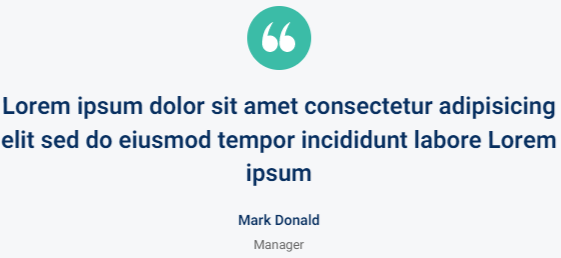 “
Lorem ipsum dolor sit amet consectetur adipisicing
elit sed do eiusmod tempor incididunt labore Lorem
ipsum
Mark Donald
Manager